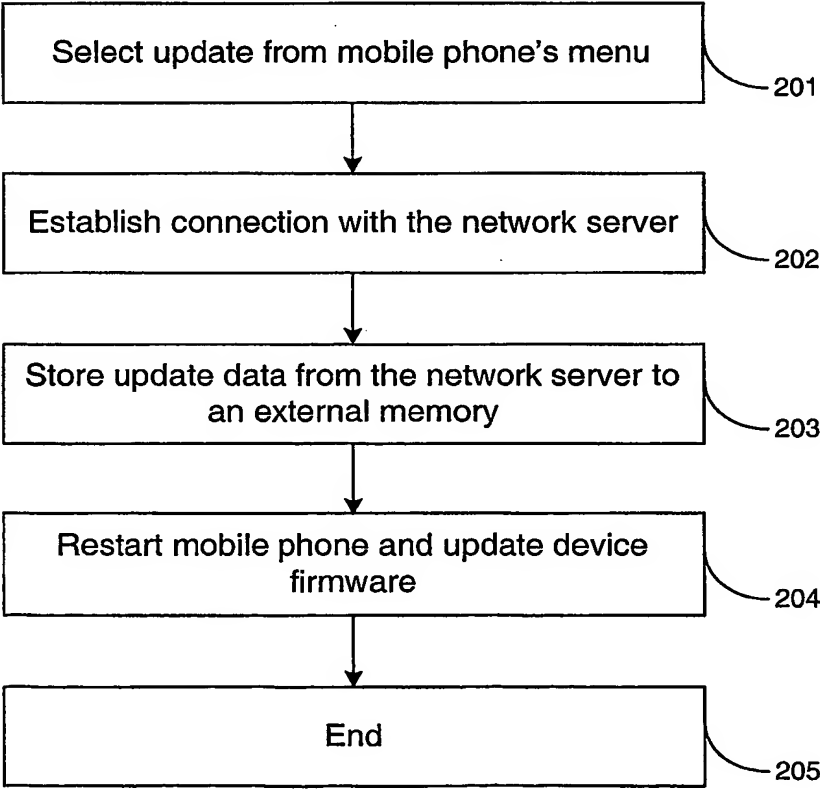 Select update from mobile phone's menu
201
Establish connection with the network server
202
Store update data from the network server to
an external memory
203
Restart mobile phone and update device
firmware
204
End
205